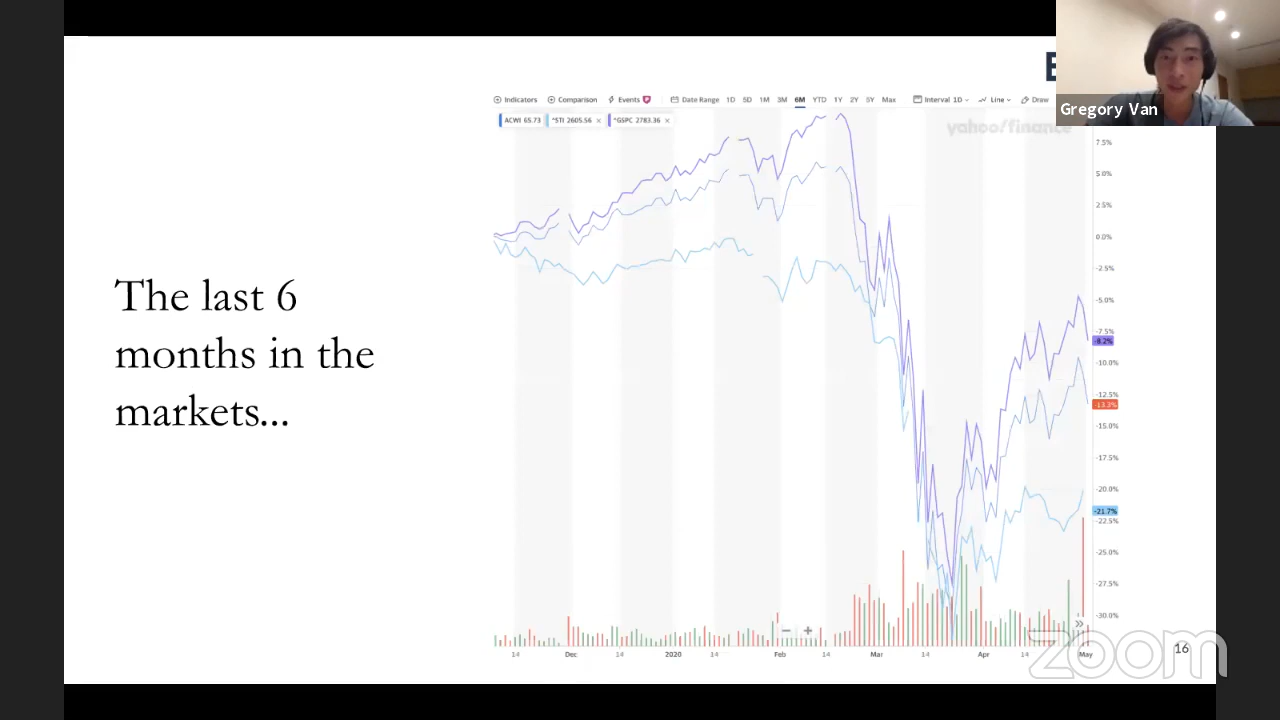 E
Gregory Van
Indicators Comparison Events Date Range 1D 5D 1M 3M 6M YTD 1Y 2Y 5Y Max Interval 1D Line Draw
ACWI 65.73 ^STI 2605.56 × ^GSPC 2783.36 ×
yahoo/finance
The last 6
months in the
markets...
7.5%
5.0%
2.5%
0.0%
-2.5%
-5.0%
-7.5%
-8.2%
-10.0%
-12.5%
-13.3%
-15.0%
-17.5%
-20.0%
-21.7%
-22.5%
-25.0%
-27.5%
-30.0%
14 Dec 14 2020 14 Feb 14 Mar 14 Apr 14 May
zoom
16